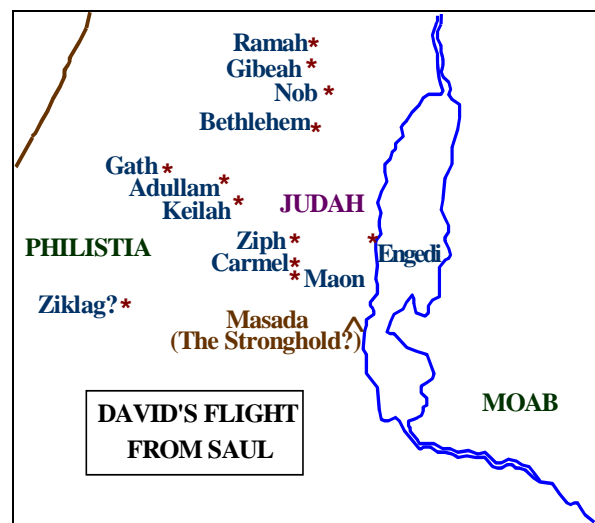 Ramah*
Gibeah *
Nob *
Bethlehem*
Gath *
Adullam *
Keilah *
JUDAH
PHILISTIA
Ziph *
* Engedi
Carmel*
* Maon
Ziklag? *
Masada
(The Stronghold?)
MOAB
DAVID'S FLIGHT
FROM SAUL